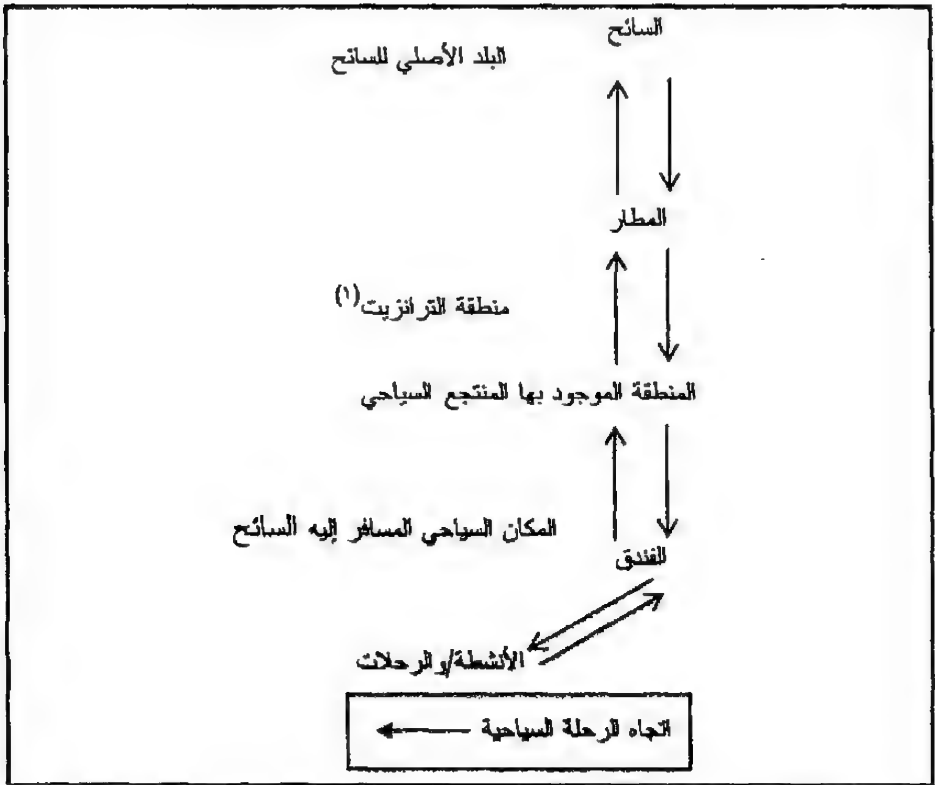 السائح
البلد الأصلي للسائح
المطار
منطقة الترانزيت(١)
المنطقة الموجود بها المنتجع السياحي
المكان السياحي المسافر إليه السائح
الفندق
الأنشطة/والرحلات
اتجاه الرحلة السياحية